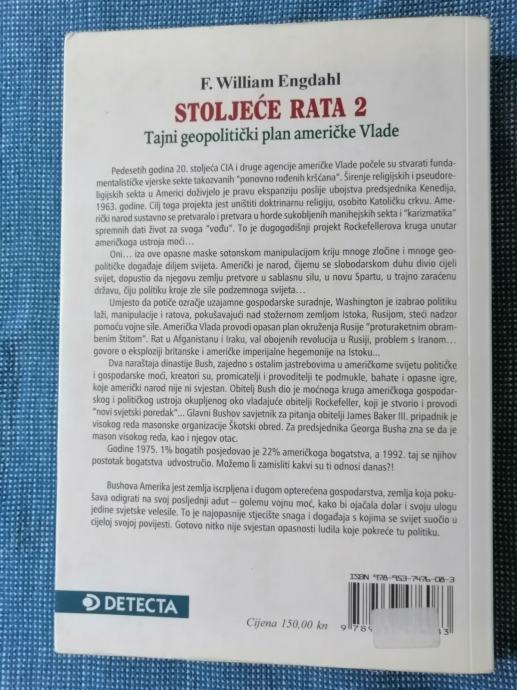 F. William Engdahl
STOLJEĆE RATA 2
Tajni geopolitički plan američke Vlade
Pedesetih godina 20. stoljeća CIA i druge agencije američke Vlade počele su stvarati funda-
mentalističke vjerske sekte takozvanih "ponovno rođenih kršćana". Širenje religijskih i pseudore-
ligijskih sekta u Americi doživjelo je pravu ekspanziju poslije ubojstva predsjednika Kenedija,
1963. godine. Cilj toga projekta jest uništiti doktrinarnu religiju, osobito Katoličku crkvu. Ame-
rički narod sustavno se pretvaralo i pretvara u horde sukobljenih manihejskih sekta i "karizmatika"
spremnih dati život za svoga "vođu". To je dugogodišnji projekt Rockefellerova kruga unutar
američkoga ustroja moći...
Oni... iza ove opasne maske sotonskom manipulacijom kriju mnoge zločine i mnoge geo-
političke događaje diljem svijeta. Američki je narod, čijemu se slobodarskom duhu divio cijeli
svijet, dopustio da njegovu zemlju pretvore u sablasnu silu, u novu Spartu, u trajno zaraćenu
državu, čiju politiku kroje zle sile podzemnoga svijeta...
Umjesto da potiče ozračje uzajamne gospodarske suradnje, Washington je izabrao politiku
laži, manipulacije i ratova, pokušavajući nad stožernom zemljom Istoka, Rusijom, steći nadzor
pomoću vojne sile. Američka Vlada provodi opasan plan okruženja Rusije "proturaketnim obram-
benim štitom". Rat u Afganistanu i Iraku, val obojenih revolucija u Rusiji, problem s Iranom...
govore o eksploziji britanske i američke imperijalne hegemonije na Istoku...
Dva naraštaja dinastije Bush, zajedno s ostalim jastrebovima u američkome svijetu političke
i gospodarske moći, kreatori su, promicatelji i provoditelji te podmukle, bahate i opasne igre,
koje američki narod nije ni svjestan. Obitelj Bush dio je moćnoga kruga američkoga gospodar-
skog i političkog ustroja okupljenog oko vladajuće obitelji Rockefeller, koji je stvorio i provodi
"novi svjetski poredak"... Glavni Bushov savjetnik za pitanja obitelji James Baker III. pripadnik je
visokog reda masonske organizacije Škotski obred. Za predsjednika Georga Busha zna se da je
mason visokog reda, kao i njegov otac.
Godine 1975. 1% bogatih posjedovao je 22% američkoga bogatstva, a 1992. taj se njihov
postotak bogatstva udvostručio. Možemo li zamisliti kakvi su ti odnosi danas?!
Bushova Amerika jest zemlja iscrpljena i dugom opterećena gospodarstva, zemlja koja poku-
šava odigrati na svoj posljednji adut - golemu vojnu moć, kako bi ojačala dolar i svoju ulogu
jedine svjetske velesile. To je najopasnije stjecište snaga i događaja s kojima se svijet suočio u
cijeloj svojoj povijesti. Gotovo nitko nije svjestan opasnosti ludila koje pokreće tu politiku.
ISBN 978-953-7476-08-3
DETECTA
Cijena 150,00 kn
9 789